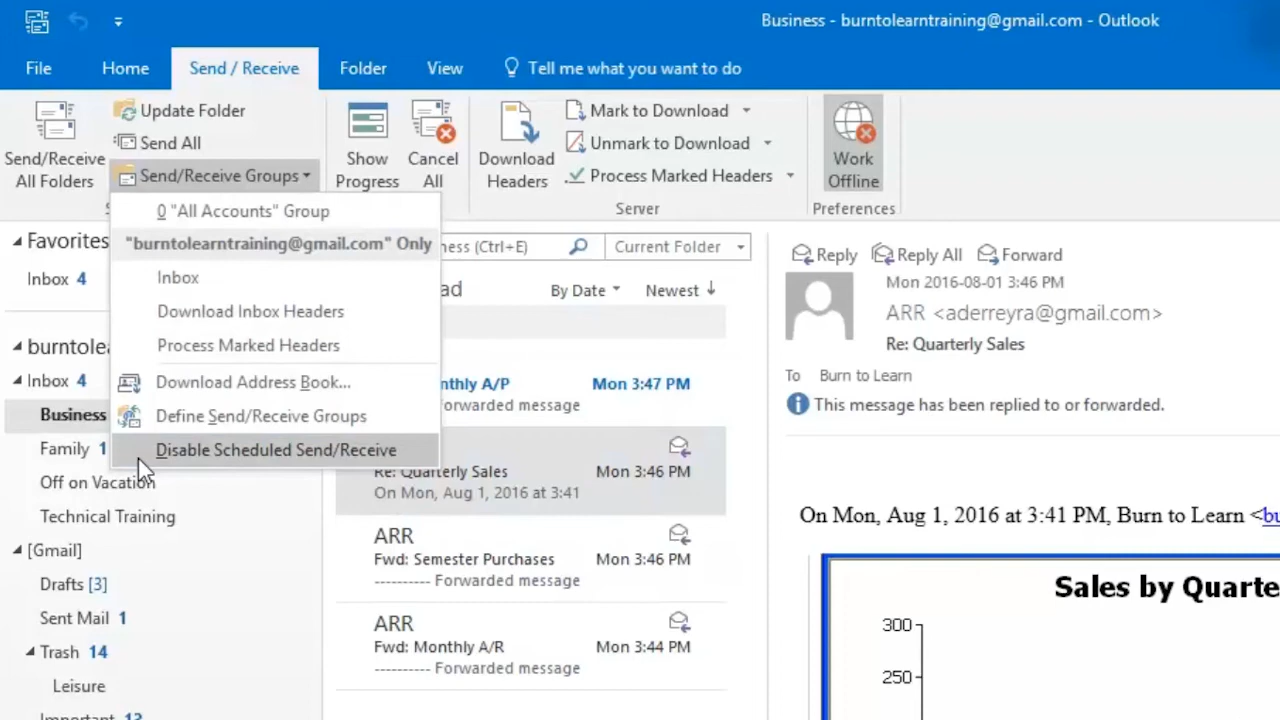 Business - burntolearntraining@gmail.com - Outlook
File Home Send / Receive Folder View Tell me what you want to do
Send/Receive All Folders
Update Folder
Send All
Send/Receive Groups
Show Progress
Cancel All
Download Headers
Mark to Download
Unmark to Download
Process Marked Headers
Server
Work Offline
Preferences
0 "All Accounts" Group
"burntolearntraining@gmail.com" Only
Inbox
Download Inbox Headers
Process Marked Headers
Download Address Book...
Define Send/Receive Groups
Disable Scheduled Send/Receive
Favorites
Inbox 4
burntolea
Inbox 4
Business
Family 1
Off on Vacation
Technical Training
[Gmail]
Drafts [3]
Sent Mail 1
Trash 14
Leisure
(Ctrl+E)
Current Folder
By Date Newest
A/P Mon 3:47 PM
Forwarded message
Re: Quarterly Sales Mon 3:46 PM
On Mon, Aug 1, 2016 at 3:41
ARR
Fwd: Semester Purchases Mon 3:46 PM
---------- Forwarded message
ARR
Fwd: Monthly A/R Mon 3:44 PM
---------- Forwarded message
Reply Reply All Forward
Mon 2016-08-01 3:46 PM
ARR <aderreyra@gmail.com>
Re: Quarterly Sales
To Burn to Learn
This message has been replied to or forwarded.
On Mon, Aug 1, 2016 at 3:41 PM, Burn to Learn <bu
Sales by Quarte
300
250